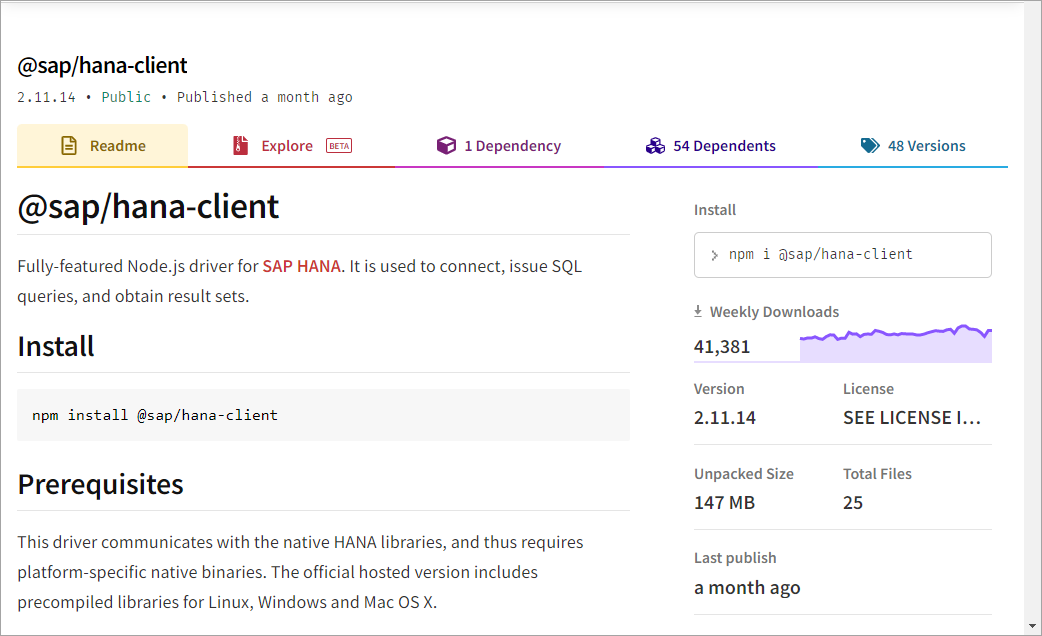 @sap/hana-client
2.11.14 • Public • Published a month ago
Readme
Explore BETA
1 Dependency
54 Dependents
48 Versions
@sap/hana-client
Fully-featured Node.js driver for SAP HANA. It is used to connect, issue SQL
queries, and obtain result sets.
Install
npm install @sap/hana-client
Prerequisites
This driver communicates with the native HANA libraries, and thus requires
platform-specific native binaries. The official hosted version includes
precompiled libraries for Linux, Windows and Mac OS X.
Install
> npm i @sap/hana-client
Weekly Downloads
41,381
Version
2.11.14
License
SEE LICENSE I...
Unpacked Size
147 MB
Total Files
25
Last publish
a month ago